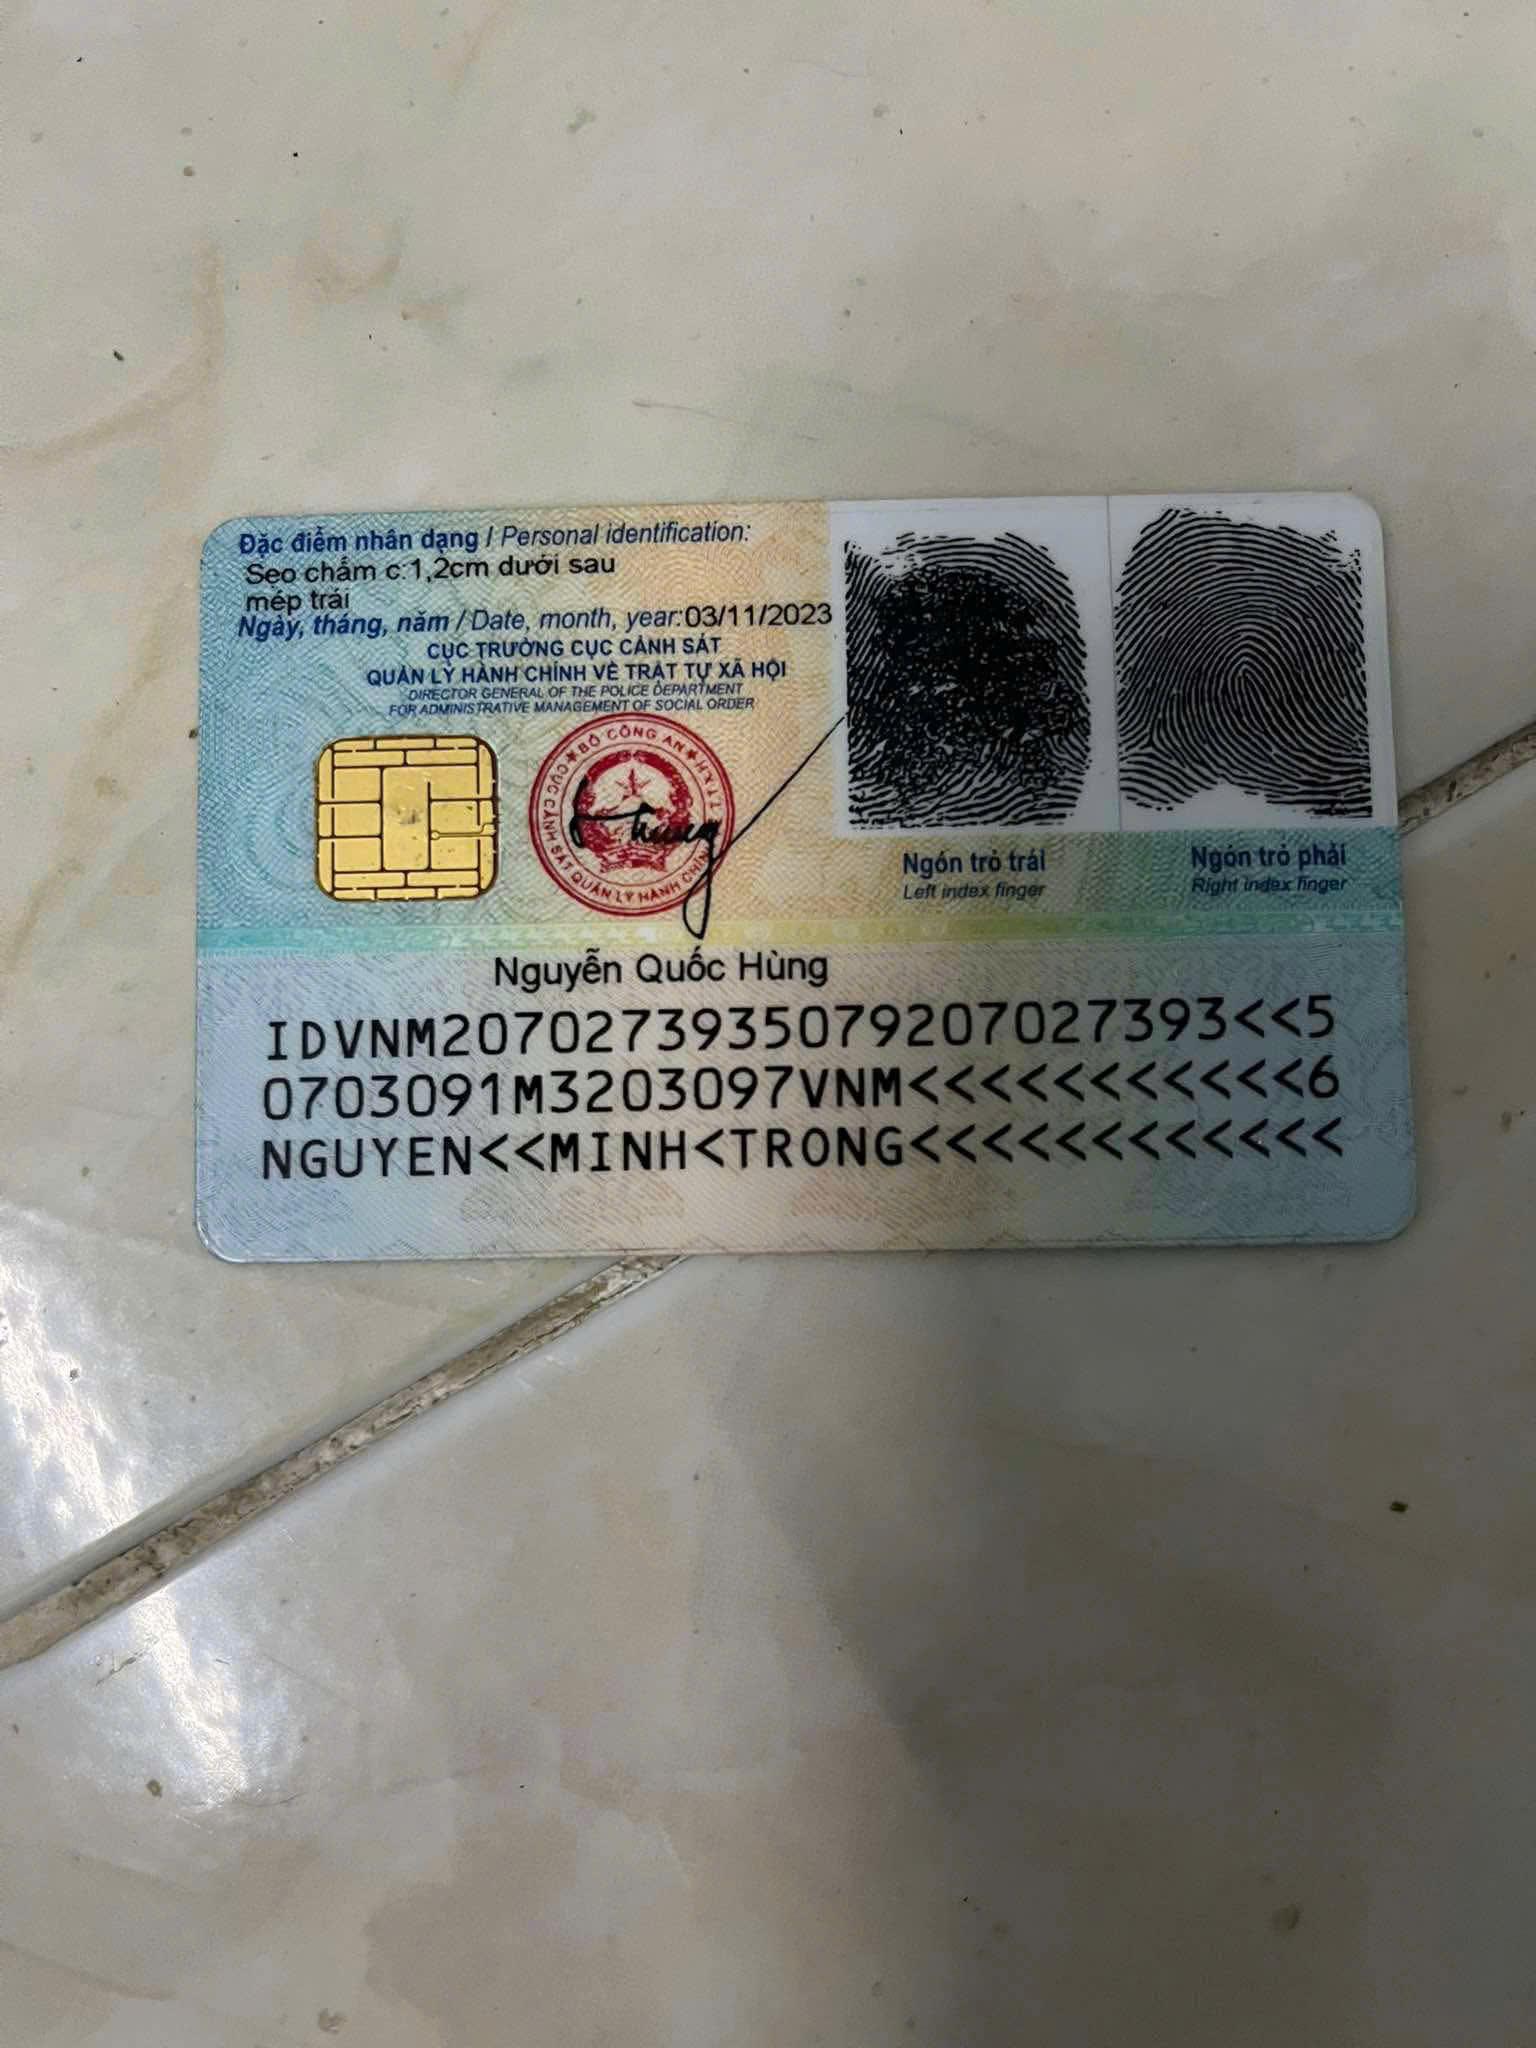 Đặc điểm nhân dạng / Personal identification:
Sẹo chấm c:1,2cm dưới sau
mép trái
Ngày, tháng, năm / Date, month, year:03/11/2023
CỤC TRƯỞNG CỤC CẢNH SÁT
QUẢN LÝ HÀNH CHÍNH VỀ TRẬT TỰ XÃ HỘI
DIRECTOR GENERAL OF THE POLICE DEPARTMENT
FOR ADMINISTRATIVE MANAGEMENT OF SOCIAL ORDER
BỘ CÔNG AN
CỤC CẢNH SÁT QUẢN LÝ HÀNH CHÍNH
Ngón trỏ trái
Left index finger
Ngón trỏ phải
Right index finger
Nguyễn Quốc Hùng
IDVNM2070273935079207027393<<5
0703091M3203097VNM<<<<<<<<<<<6
NGUYEN<<MINH<TRONG<<<<<<<<<<<<